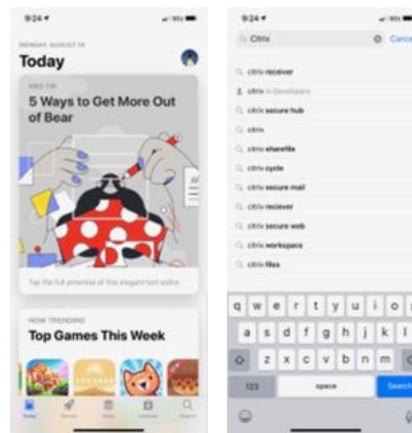 9:24
MONDAY, AUGUST 19
Today
PRO TIP
5 Ways to Get More Out
of Bear
Tap the full potential of this elegant text editor.
NOW TRENDING
Top Games This Week
Today
Search
9:24
Citrix
Cance
citrix receiver
citrix in Developers
citrix secure hub
citrix
citrix sharefile
citrix cycle
citrix secure mail
citrix reciever
citrix secure web
citrix workspace
citrix files
q w e r t y u i o
a s d f g h j k l
z x c v b n m
123 space Search